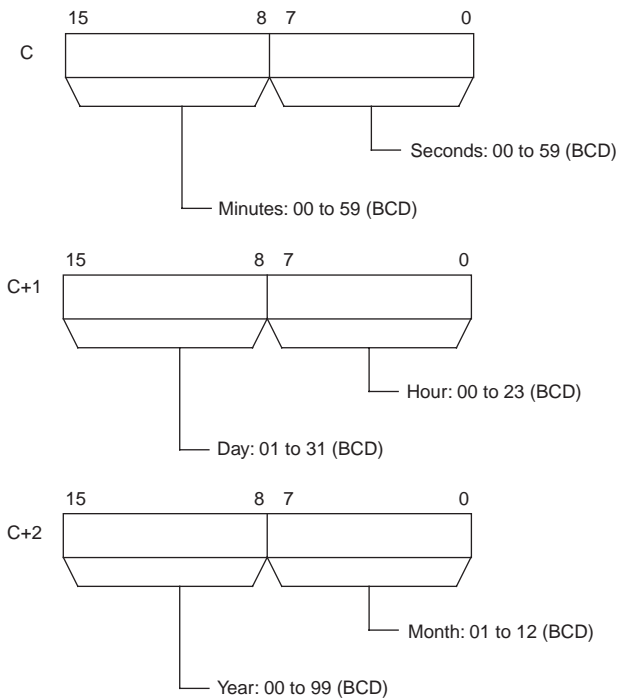 15 8 7 0
C
Seconds: 00 to 59 (BCD)
Minutes: 00 to 59 (BCD)
15 8 7 0
C+1
Hour: 00 to 23 (BCD)
Day: 01 to 31 (BCD)
15 8 7 0
C+2
Month: 01 to 12 (BCD)
Year: 00 to 99 (BCD)